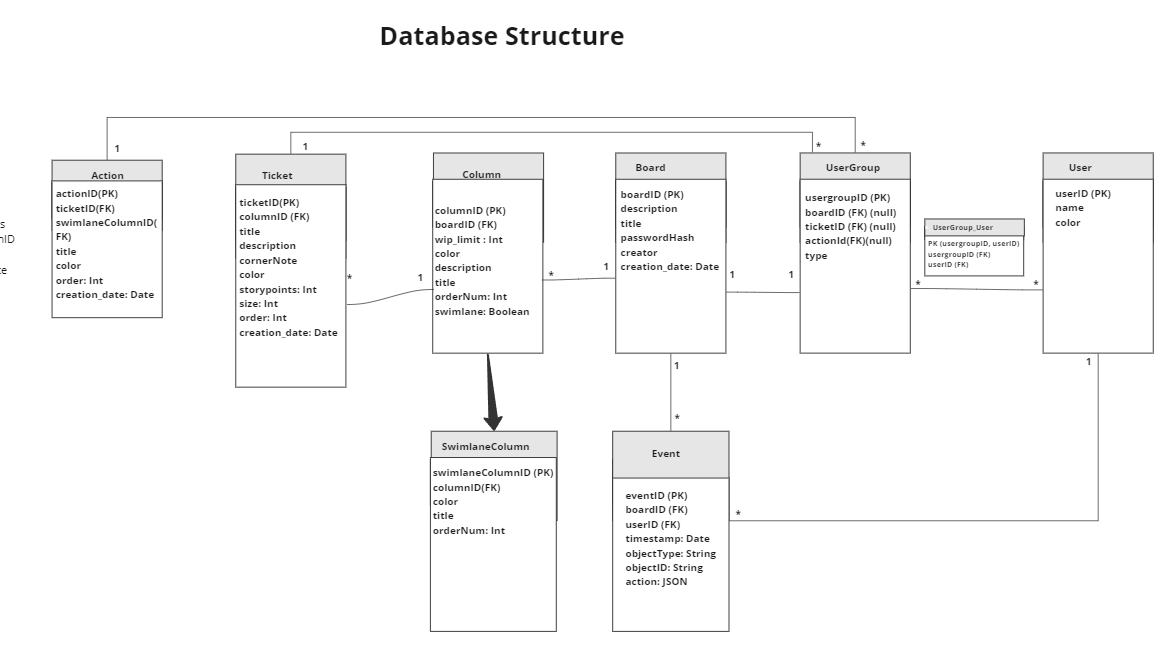 Database Structure
s
nID
te
1
1
*
*
Action
actionID(PK)
ticketID(FK)
swimlaneColumnID(
FK)
title
color
order: Int
creation_date: Date
Ticket
ticketID(PK)
columnID (FK)
title
description
cornerNote
color
storypoints: Int
size: Int
order: Int
creation_date: Date
*
1
Column
columnID (PK)
boardID (FK)
wip_limit : Int
color
description
title
orderNum: Int
swimlane: Boolean
*
1
Board
boardID (PK)
description
title
passwordHash
creator
creation_date: Date
1
1
UserGroup
usergroupID (PK)
boardID (FK) (null)
ticketID (FK) (null)
actionId(FK)(null)
type
UserGroup_User
PK (usergroupID, userID)
usergroupID (FK)
userID (FK)
*
*
User
userID (PK)
name
color
1
1
*
SwimlaneColumn
swimlaneColumnID (PK)
columnID(FK)
color
title
orderNum: Int
Event
eventID (PK)
boardID (FK)
userID (FK)
timestamp: Date
objectType: String
objectID: String
action: JSON
*